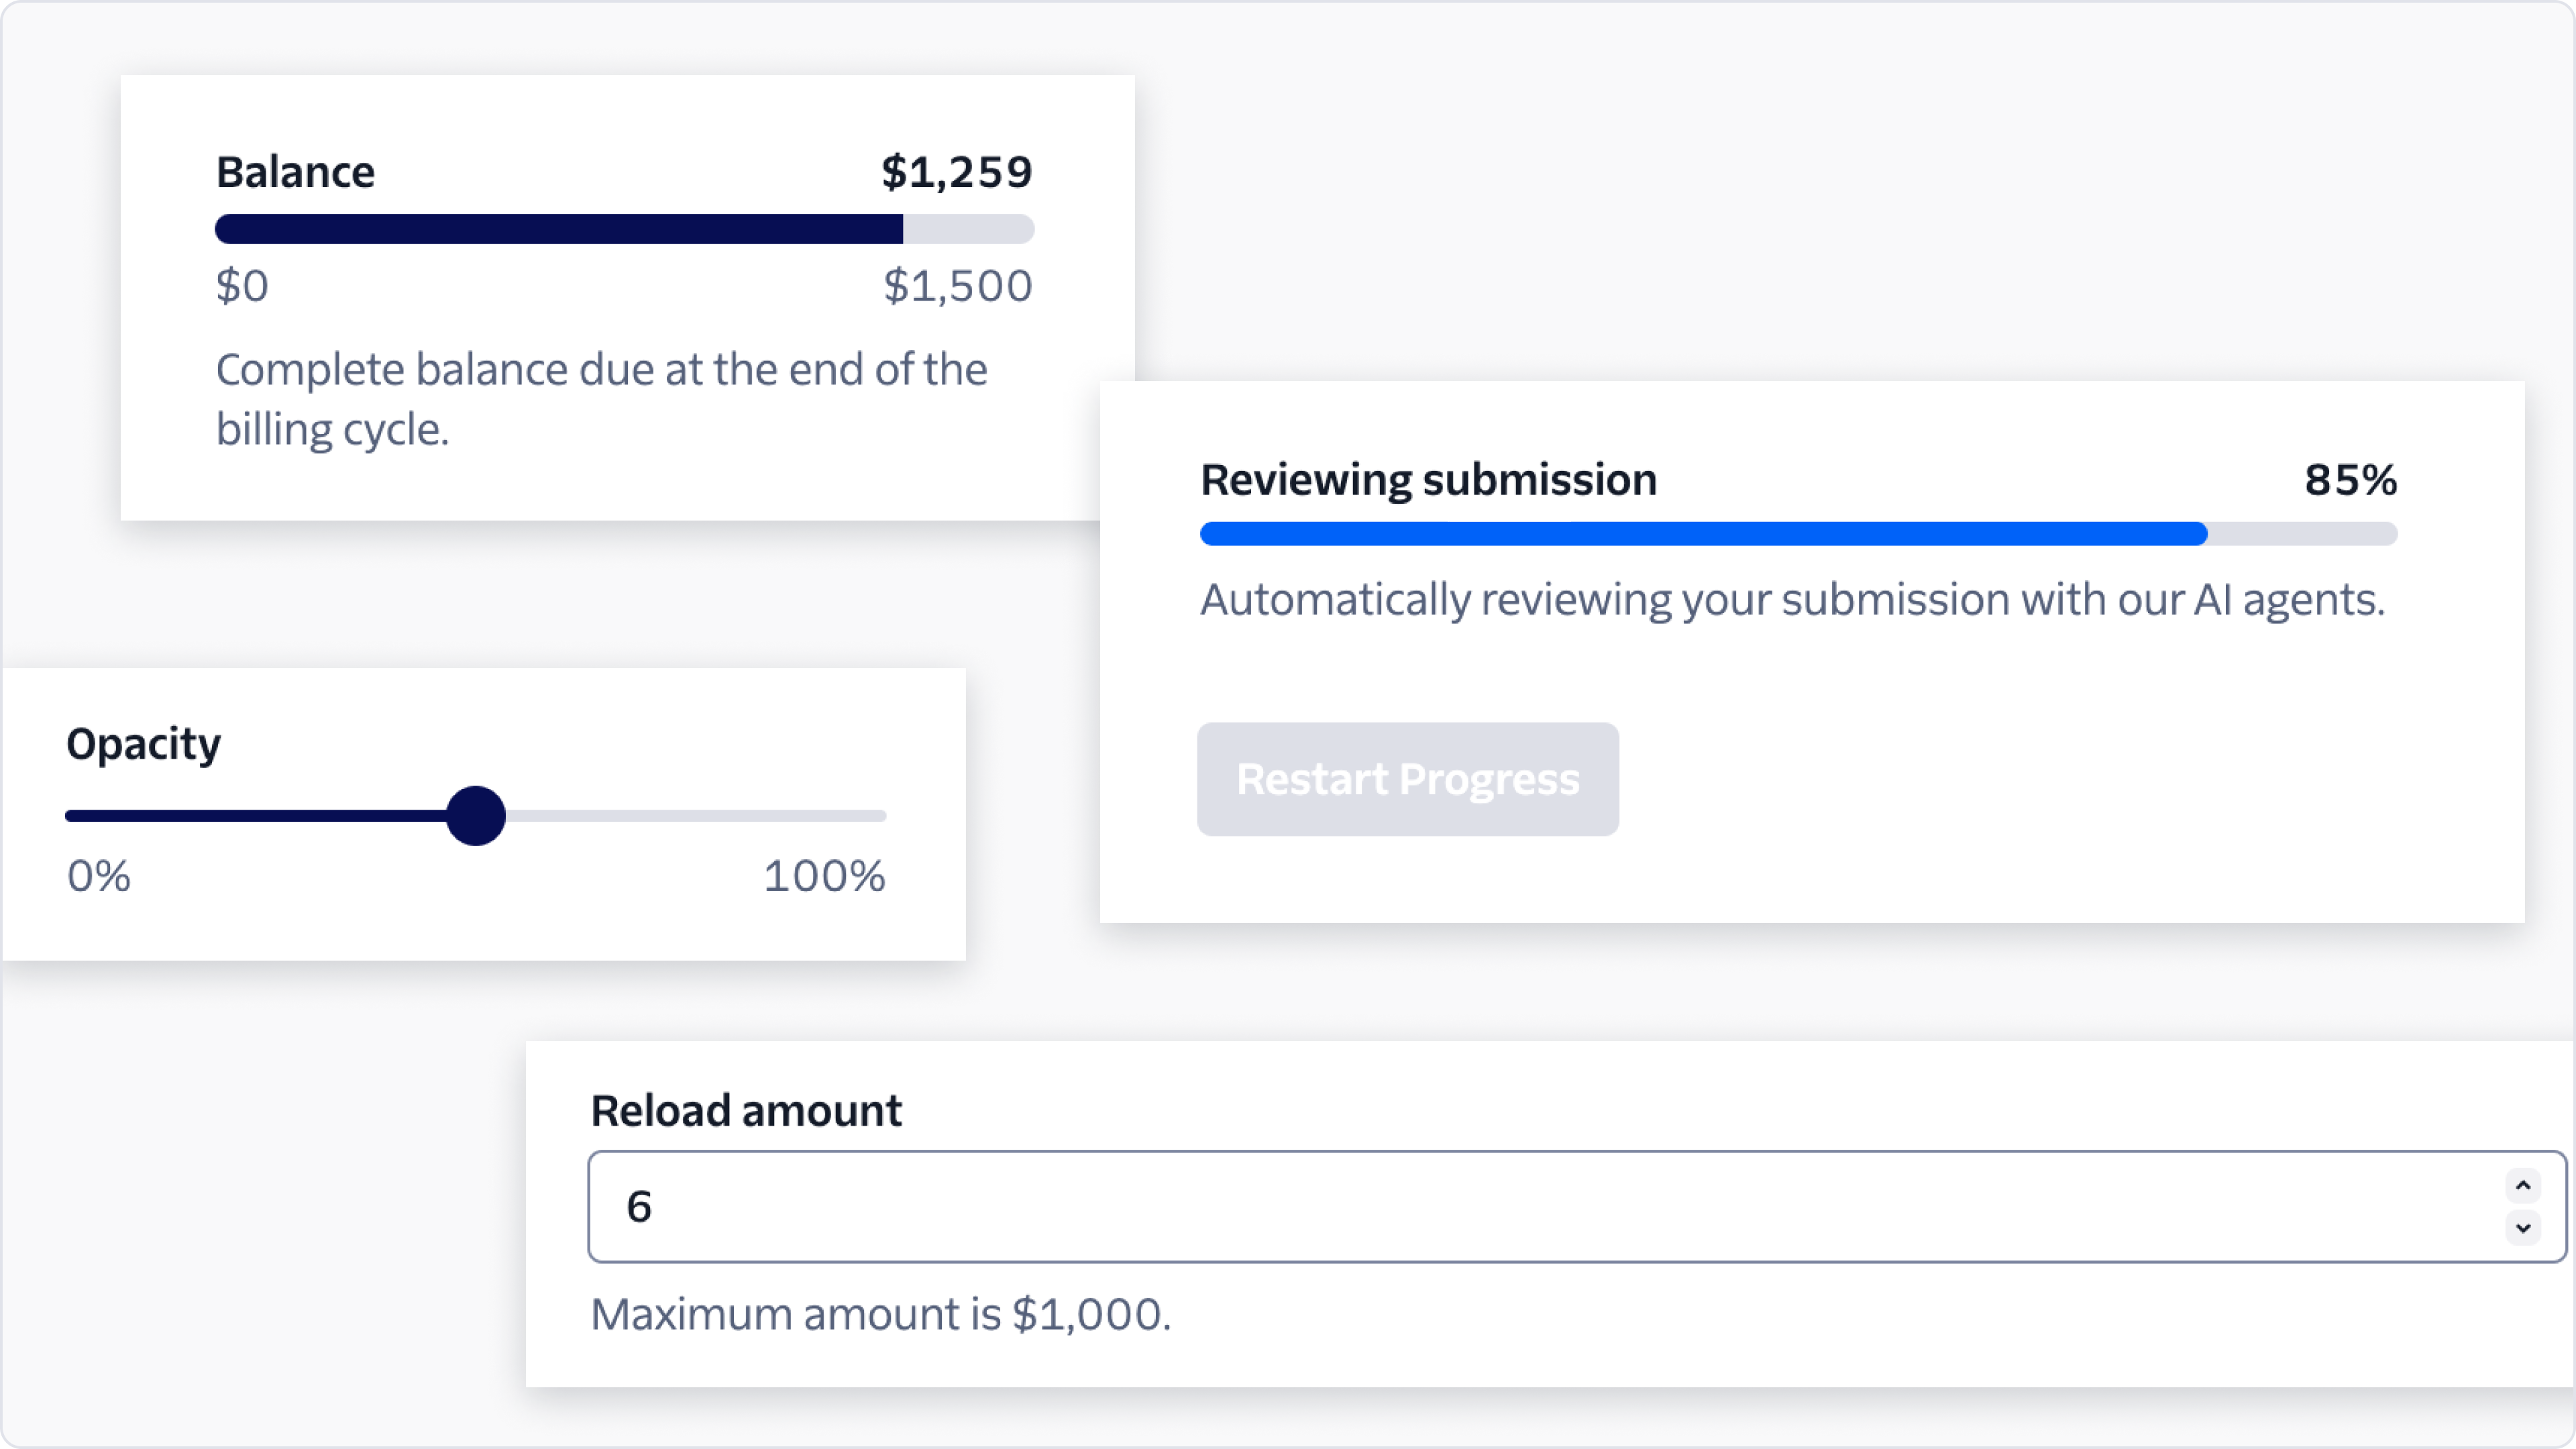 Balance
$1,259
$0
$1,500
Complete balance due at the end of the
billing cycle.
Reviewing submission
85%
Automatically reviewing your submission with our AI agents.
Restart Progress
Opacity
0%
100%
Reload amount
6
Maximum amount is $1,000.